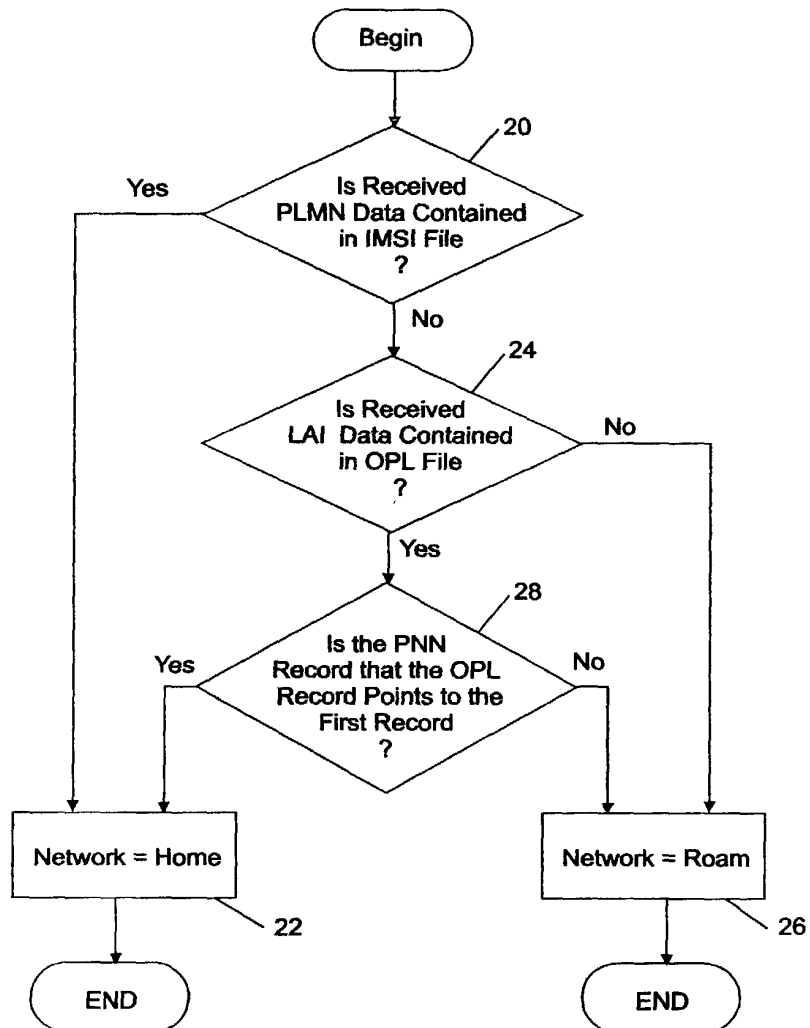 Begin
20
Yes
Is Received
PLMN Data Contained
in IMSI File
?
No
24
Is Received
LAI Data Contained
in OPL File
?
No
Yes
28
Yes
Is the PNN
Record that the OPL
Record Points to the
First Record
?
No
Network = Home
Network = Roam
22
26
END
END